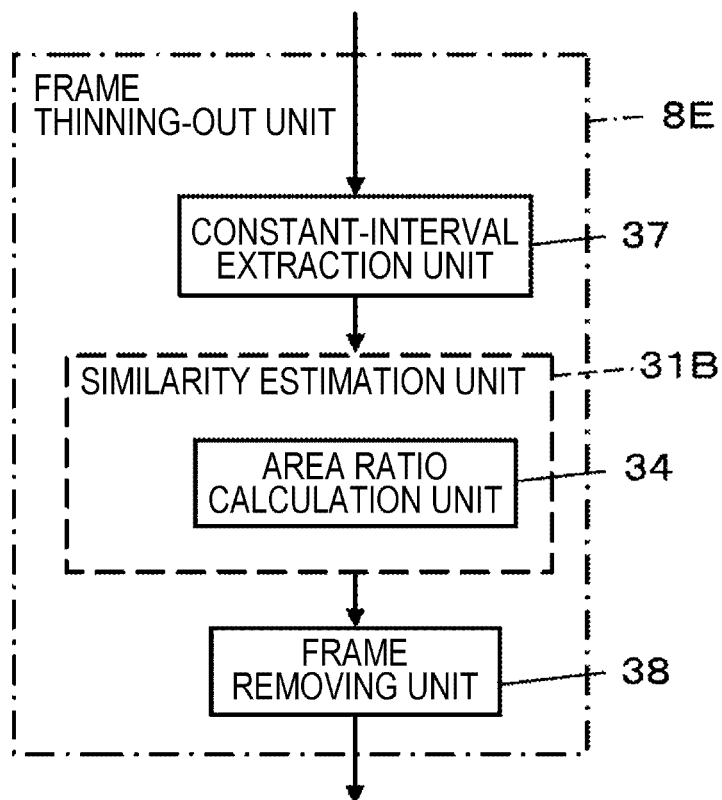 FRAME
THINNING-OUT UNIT
8E
CONSTANT-INTERVAL
EXTRACTION UNIT
37
SIMILARITY ESTIMATION UNIT
31B
AREA RATIO
CALCULATION UNIT
34
FRAME
REMOVING UNIT
38